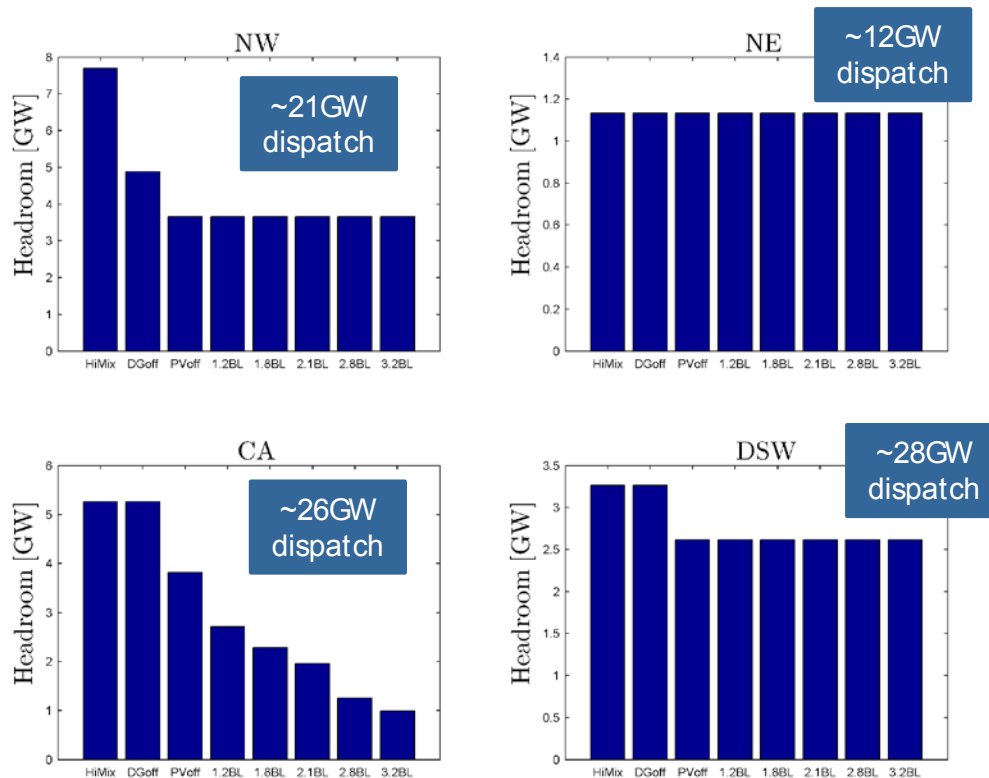 NW
~21GW
dispatch
Headroom [GW]
8
7
6
5
4
3
2
1
0
HiMix DGoff PVoff 1.2BL 1.8BL 2.1BL 2.8BL 3.2BL
NE
~12GW
dispatch
Headroom [GW]
1.4
1.2
1
0.8
0.6
0.4
0.2
0
HiMix DGoff PVoff 1.2BL 1.8BL 2.1BL 2.8BL 3.2BL
CA
~26GW
dispatch
Headroom [GW]
6
5
4
3
2
1
0
HiMix DGoff PVoff 1.2BL 1.8BL 2.1BL 2.8BL 3.2BL
DSW
~28GW
dispatch
Headroom [GW]
3.5
3
2.5
2
1.5
1
0.5
0
HiMix DGoff PVoff 1.2BL 1.8BL 2.1BL 2.8BL 3.2BL